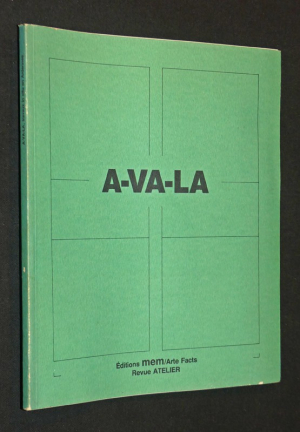 A-VA-LA
Éditions mem/Arte Facts
Revue ATELIER